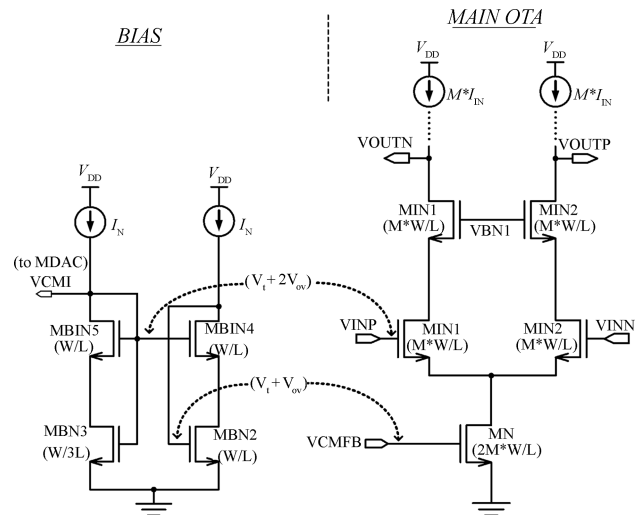 BIAS
MAIN OTA
VDD
VDD
M*IIN
M*IIN
VOUTN
VOUTP
MIN1
(M*W/L)
VBN1
MIN2
(M*W/L)
VDD
VDD
IN
IN
(to MDAC)
VCMI
(Vt + 2Vov)
MBIN5
(W/L)
MBIN4
(W/L)
VINP
MIN1
(M*W/L)
MIN2
(M*W/L)
VINN
(Vt + Vov)
MBN3
(W/3L)
MBN2
(W/L)
VCMFB
MN
(2M*W/L)